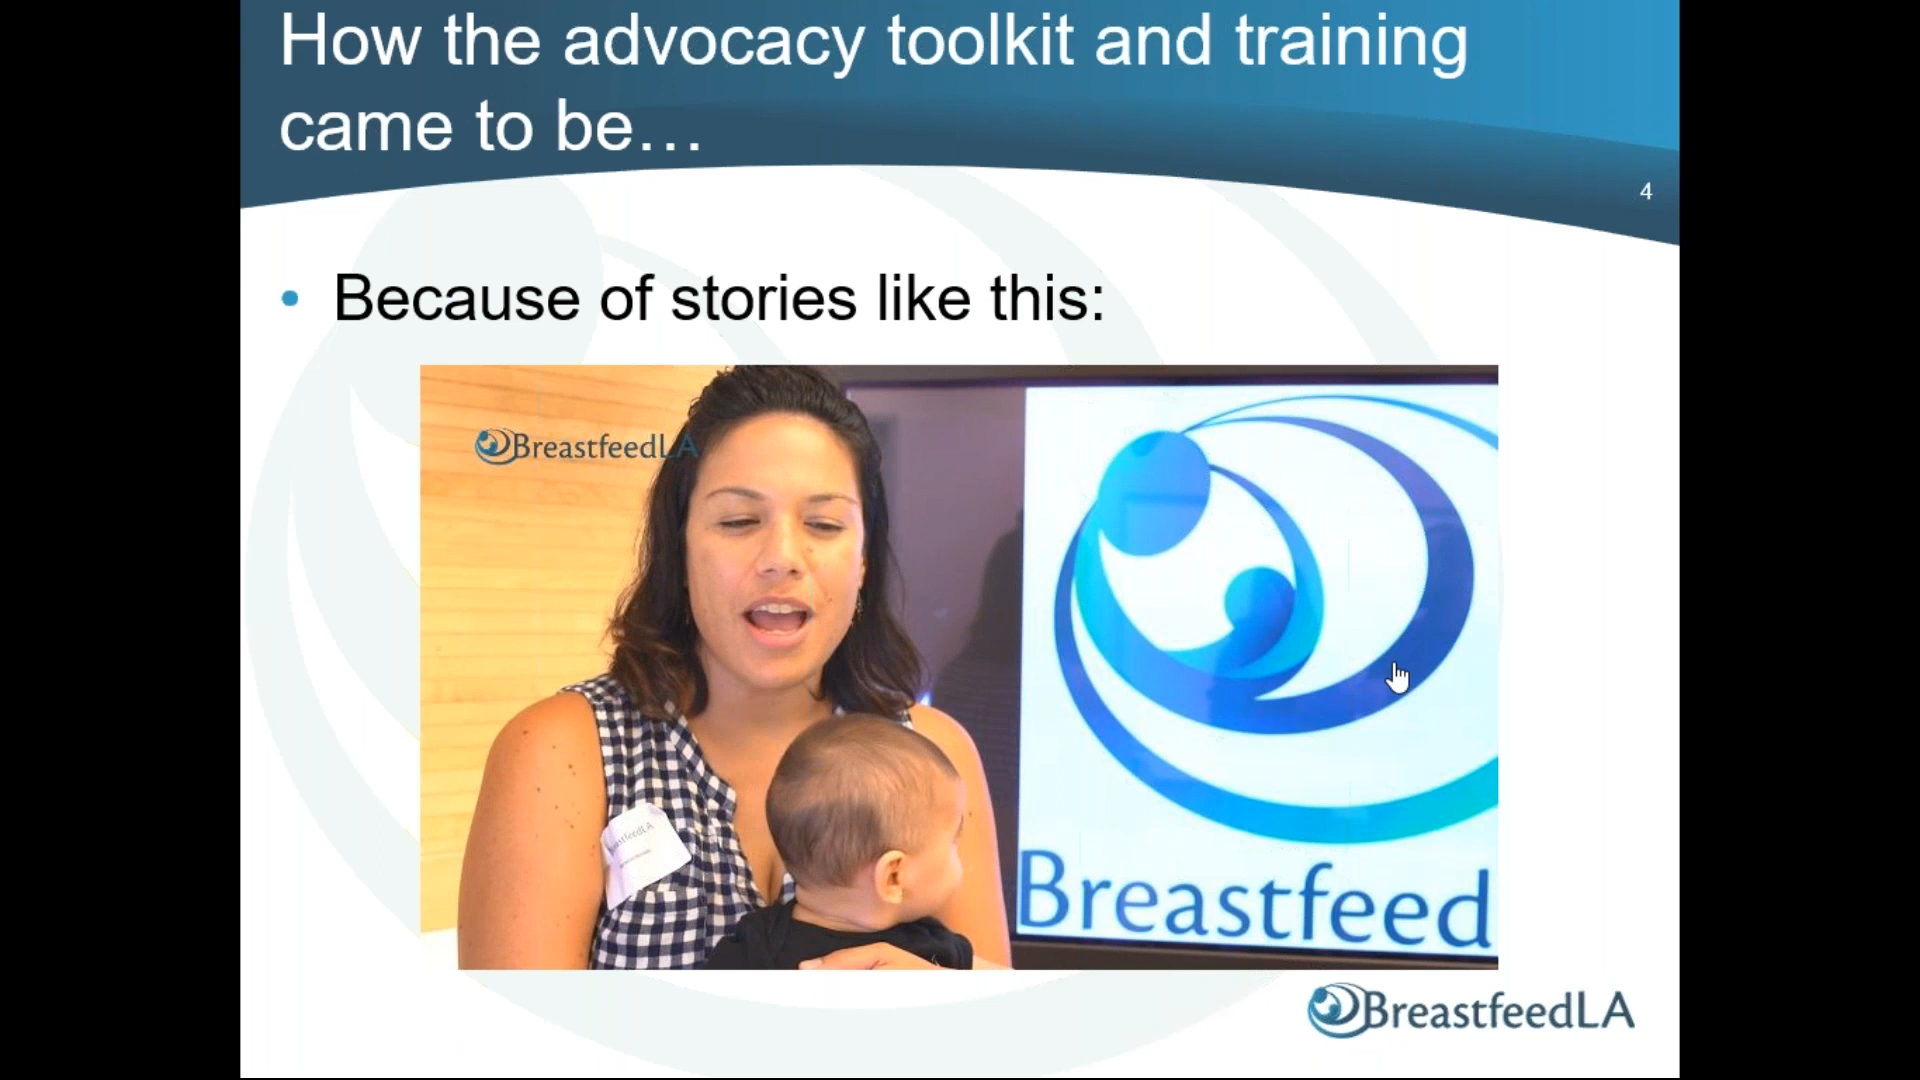 How the advocacy toolkit and training
came to be…
4
• Because of stories like this:
BreastfeedLA
Breastfeed
BreastfeedLA